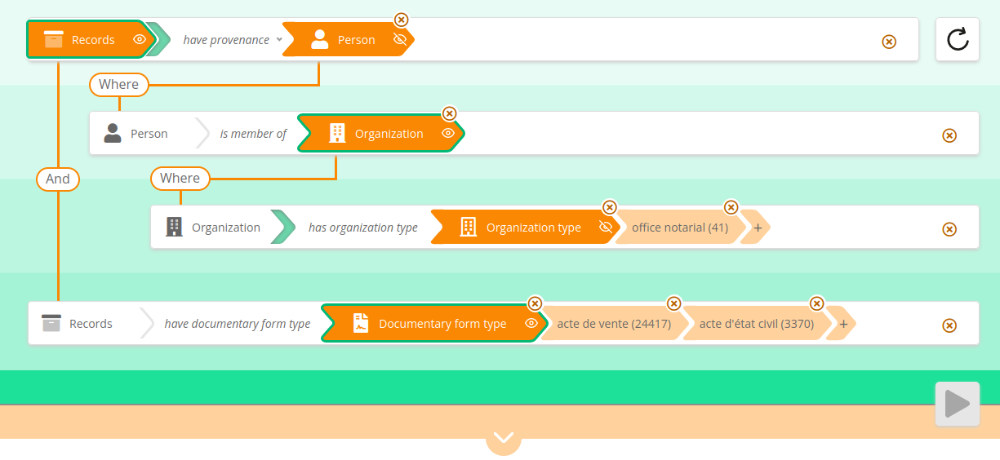 Records have provenance Person
Where
Person is member of Organization
And
Where
Organization has organization type Organization type office notarial (41) +
Records have documentary form type Documentary form type acte de vente (24417) acte d'état civil (3370) +